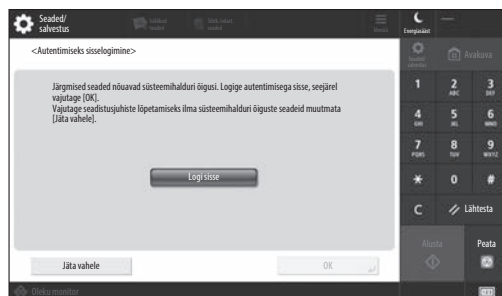 Seaded/
salvestus
Menüü
Energiasääst
<Autentimiseks sisselogimine>
Järgmised seaded nõuavad süsteemihalduri õigusi. Logige autentimisega sisse, seejärel
vajutage [OK].
Vajutage seadistusjuhiste lõpetamiseks ilma süsteemihalduri õiguste seadeid muutmata
[Jäta vahele].
Logi sisse
Jäta vahele
OK
Oleku monitor
Avakuva
1
2
ABC
3
DEF
4
GHI
5
JKL
6
MNO
7
PQRS
8
TUV
9
WXYZ
*
0
#
C
Lähtesta
Alusta
Peata